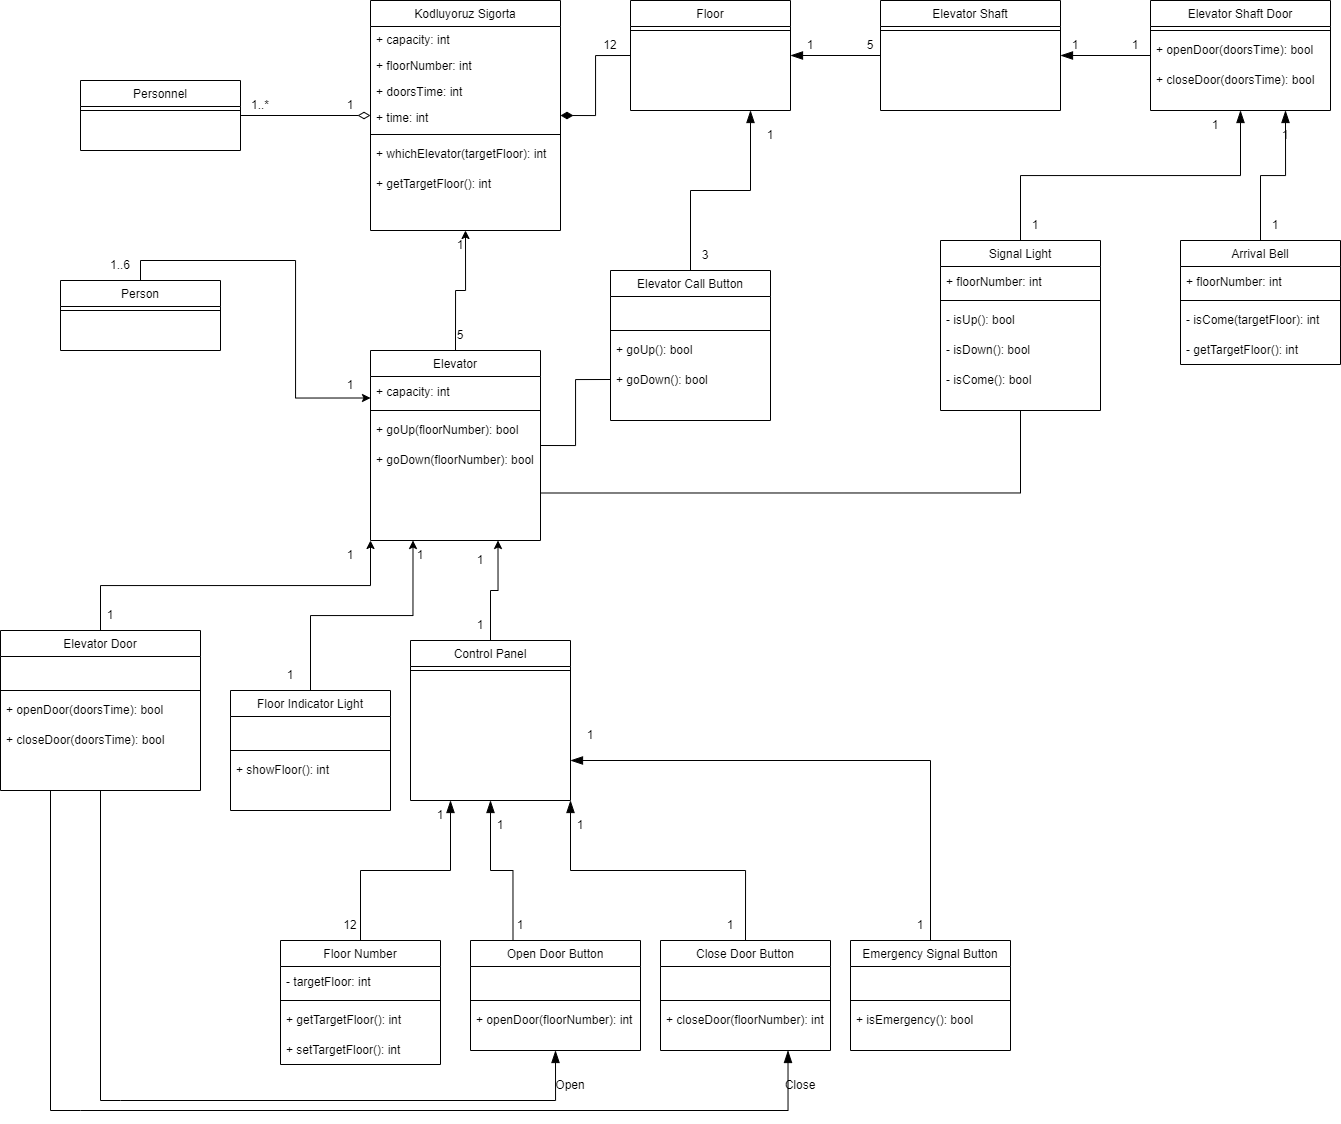 Kodluyoruz Sigorta
+ capacity: int
+ floorNumber: int
+ doorsTime: int
+ time: int
+ whichElevator(targetFloor): int
+ getTargetFloor(): int
Floor
Elevator Shaft
Elevator Shaft Door
+ openDoor(doorsTime): bool
+ closeDoor(doorsTime): bool
12
1
5
1
1
Personnel
1..*
1
1
1
1
1
5
3
1
1
Person
1..6
1
Elevator Call Button
+ goUp(): bool
+ goDown(): bool
Signal Light
+ floorNumber: int
- isUp(): bool
- isDown(): bool
- isCome(): bool
Arrival Bell
+ floorNumber: int
- isCome(targetFloor): int
- getTargetFloor(): int
Elevator
+ capacity: int
+ goUp(floorNumber): bool
+ goDown(floorNumber): bool
1
1
1
1
1
1
Elevator Door
+ openDoor(doorsTime): bool
+ closeDoor(doorsTime): bool
Floor Indicator Light
+ showFloor(): int
Control Panel
1
1
1
1
12
1
1
1
Floor Number
- targetFloor: int
+ getTargetFloor(): int
+ setTargetFloor(): int
Open Door Button
+ openDoor(floorNumber): int
Close Door Button
+ closeDoor(floorNumber): int
Emergency Signal Button
+ isEmergency(): bool
Open
Close